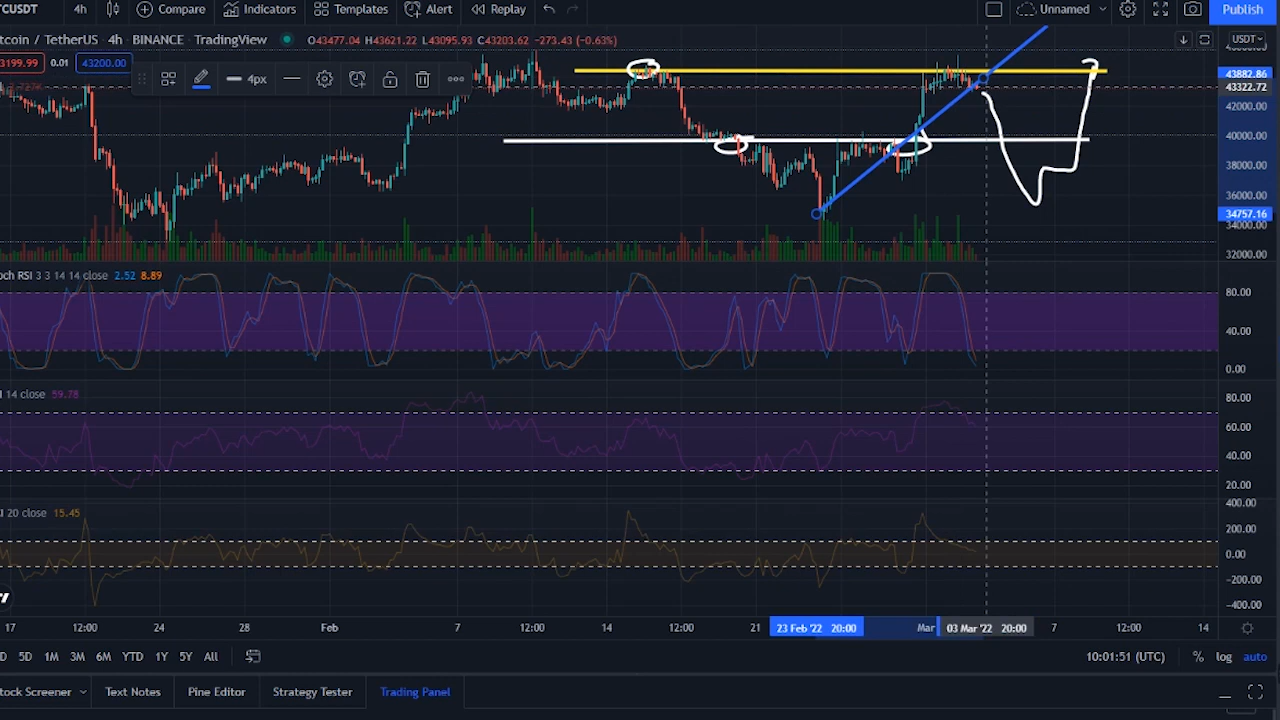 TCUSDT 4h Compare Indicators Templates Alert Replay Unnamed Publish
tcoin / TetherUS · 4h · BINANCE · TradingView O43477.04 H43621.22 L43095.93 C43203.62 -273.43 (-0.63%) USDT
3199.99 0.01 43200.00 4px
43882.86
43322.72
42000.00
40000.00
38000.00
36000.00
34757.16
34000.00
32000.00
och RSI 3 3 14 14 close 2.52 8.89
80.00
40.00
0.00
I 14 close 59.78
80.00
60.00
40.00
20.00
400.00
I 20 close 15.45
200.00
0.00
-200.00
-400.00
17 12:00 24 28 Feb 7 12:00 14 12:00 21 23 Feb '22 20:00 Mar 03 Mar '22 20:00 7 12:00 14
D 5D 1M 3M 6M YTD 1Y 5Y All 10:01:51 (UTC) % log auto
tock Screener Text Notes Pine Editor Strategy Tester Trading Panel